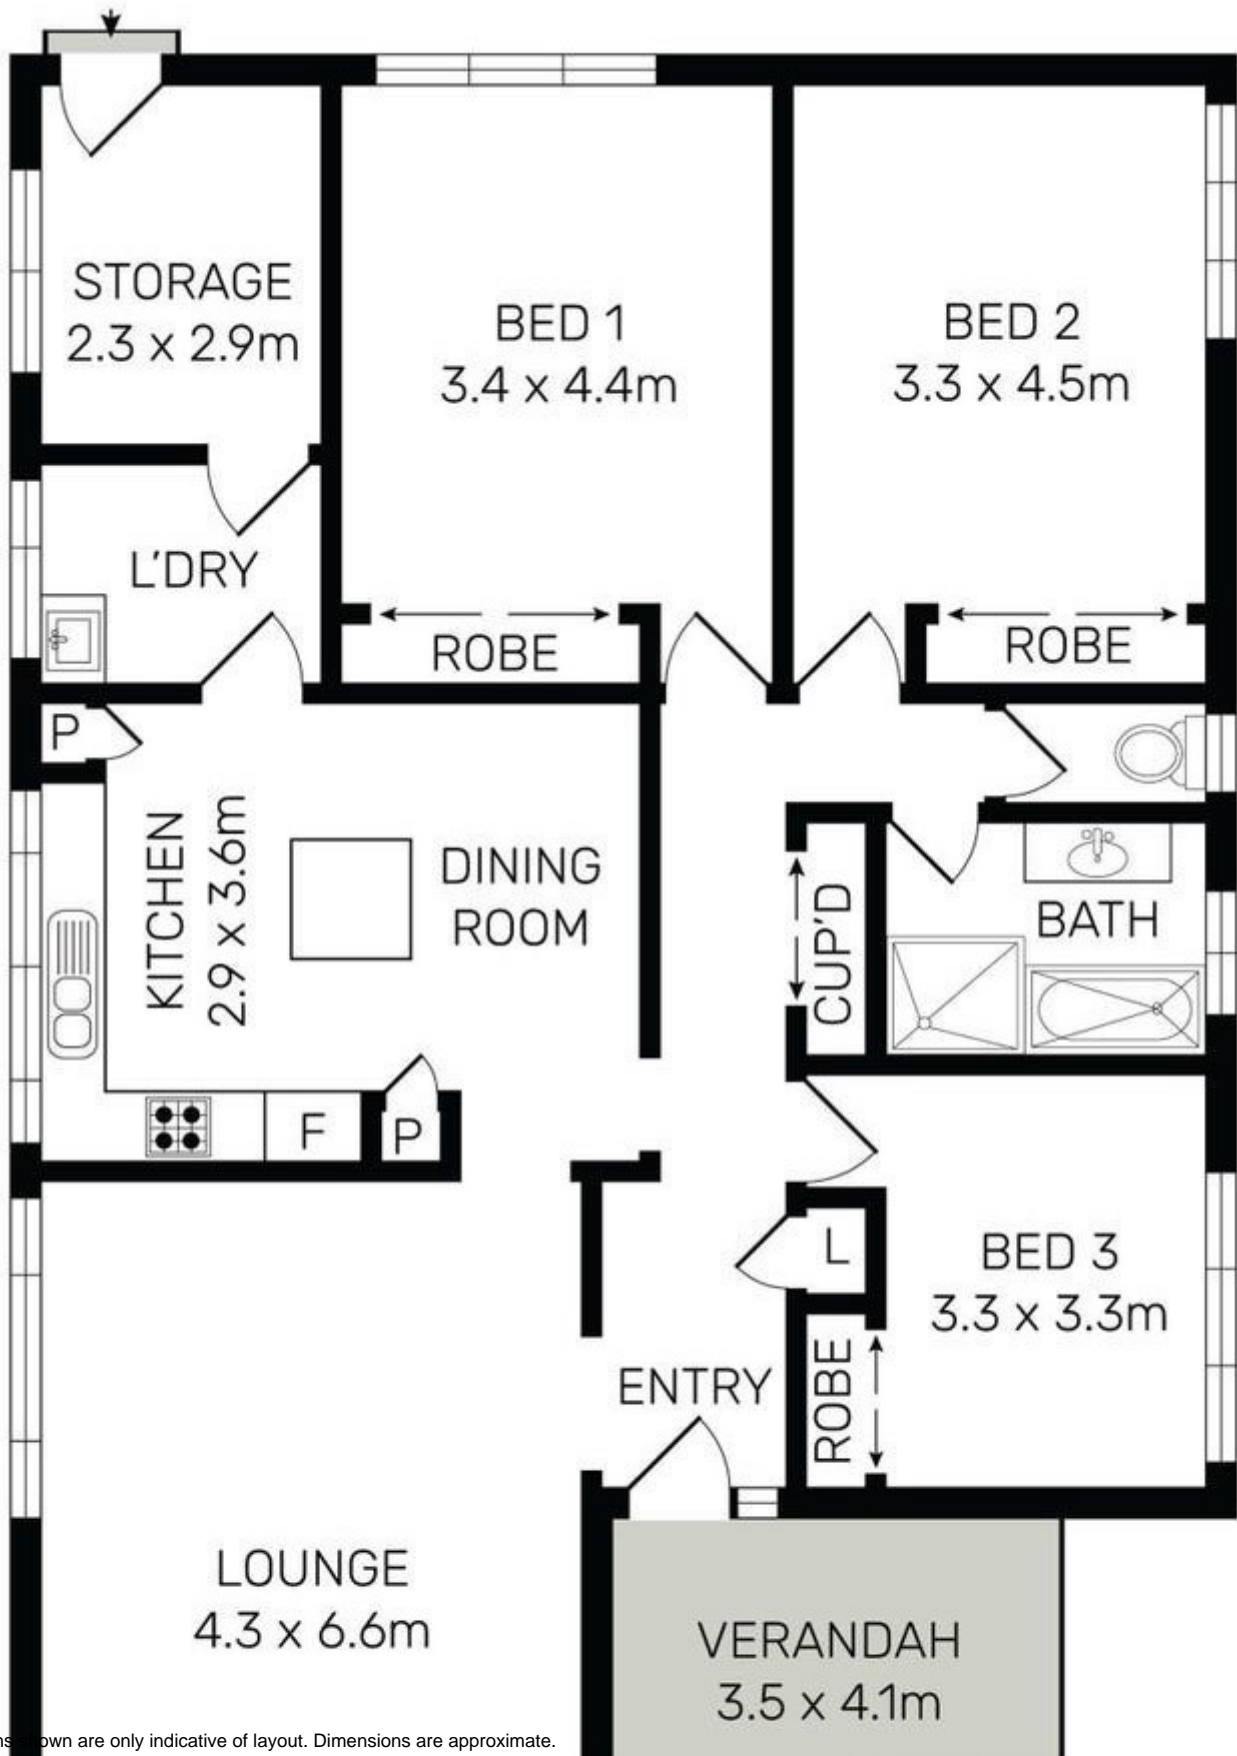 STORAGE
2.3 x 2.9m
BED 1
3.4 x 4.4m
BED 2
3.3 x 4.5m
L'DRY
ROBE
ROBE
P
KITCHEN
2.9 x 3.6m
DINING
ROOM
CUP'D
BATH
F
P
L
BED 3
3.3 x 3.3m
ROBE
ENTRY
LOUNGE
4.3 x 6.6m
VERANDAH
3.5 x 4.1m
are only indicative of layout. Dimensions are approximate.